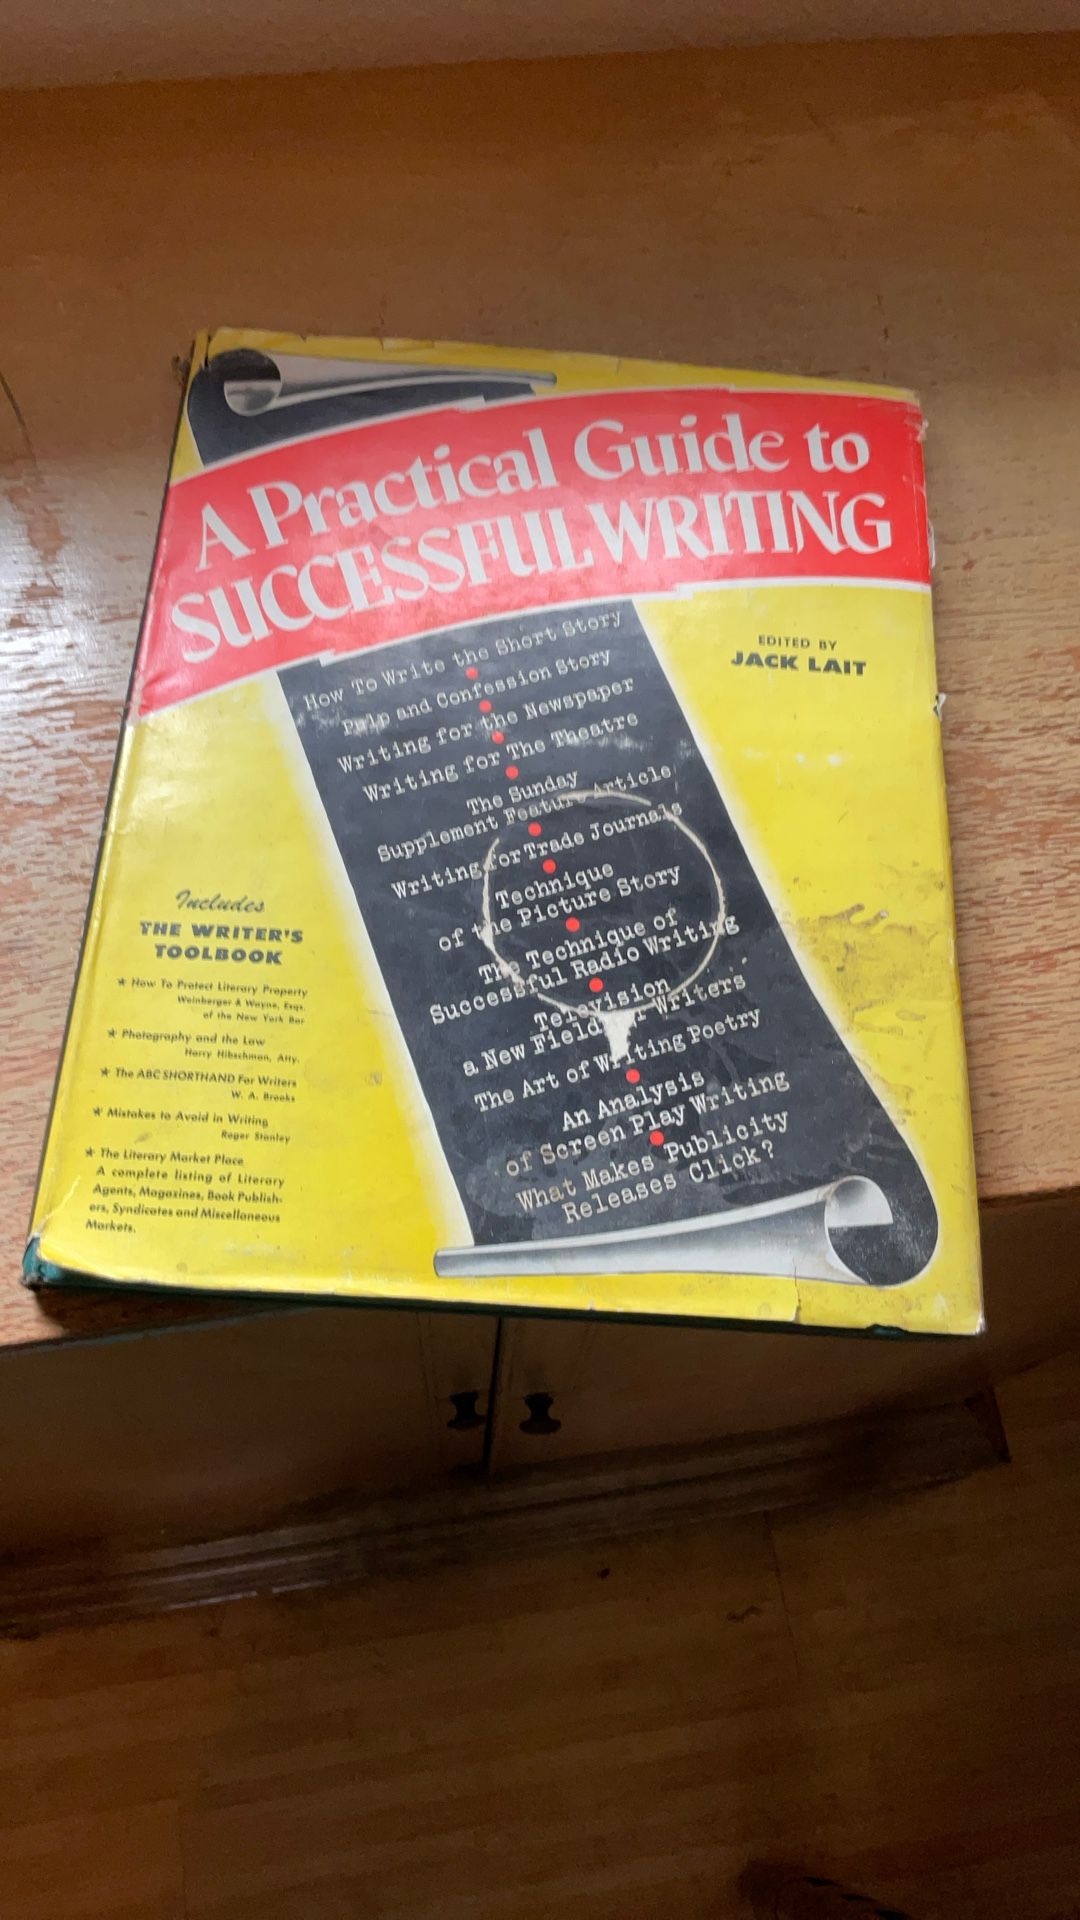 A Practical Guide to
SUCCESSFUL WRITING
EDITED BY
JACK LAIT
How To Write the Short Story
Pulp and Confession Story
Writing for the Newspaper
Writing for The Theatre
The Sunday
Supplement Feature Article
Writing for Trade Journals
Technique
of the Picture Story
The Technique of
Successful Radio Writing
Television
a New Field Writers
The Art of Writing Poetry
An Analysis
of Screen Play Writing
What Makes Publicity
Releases Click?
Includes
THE WRITER'S
TOOLBOOK
★ How To Protect Literary Property
Weinberger & Wayne, Esqs.
of the New York Bar
★ Photography and the Law
Harry Hibschman, Atty.
★ The ABC SHORTHAND For Writers
W. A. Brooks
★ Mistakes to Avoid in Writing
Roger Stanley
★ The Literary Market Place
A complete listing of Literary
Agents, Magazines, Book Publish-
ers, Syndicates and Miscellaneous
Markets.